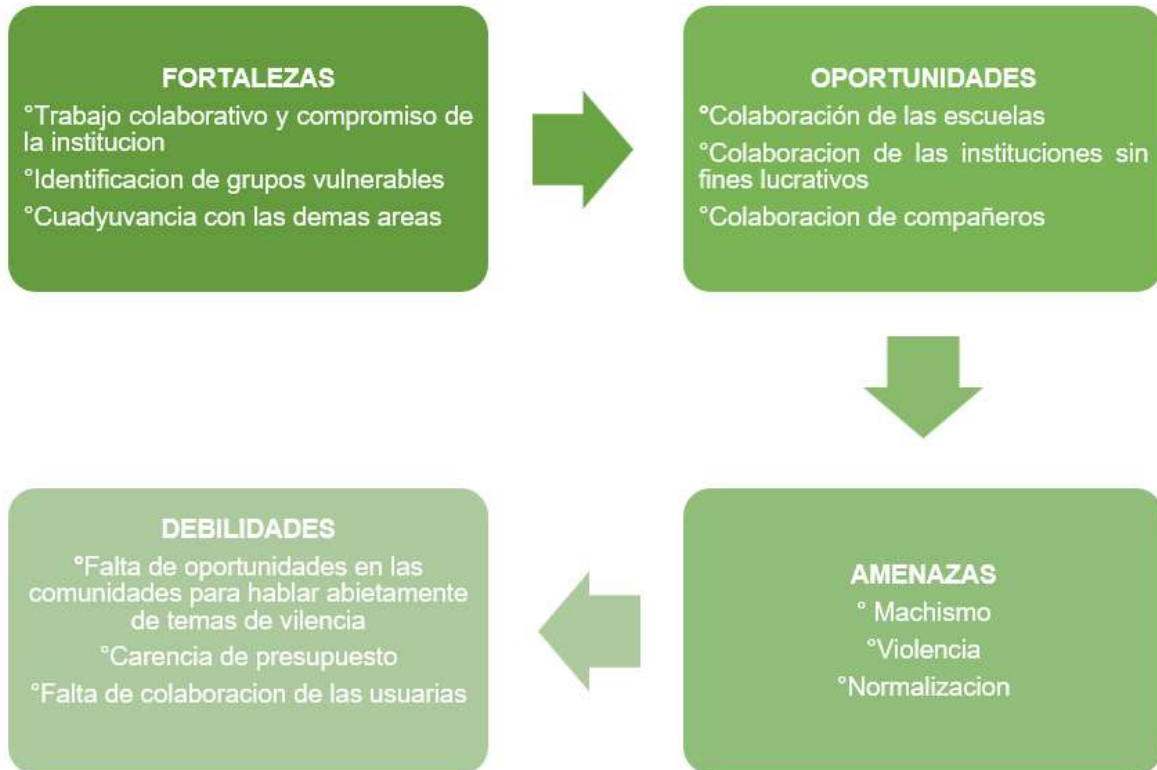 FORTALEZAS
°Trabajo colaborativo y compromiso de
la institucion
°Identificacion de grupos vulnerables
°Cuadyuvancia con las demas areas
OPORTUNIDADES
°Colaboración de las escuelas
°Colaboracion de las instituciones sin
fines lucrativos
°Colaboracion de compañeros
AMENAZAS
° Machismo
°Violencia
°Normalizacion
DEBILIDADES
°Falta de oportunidades en las
comunidades para hablar abietamente
de temas de vilencia
°Carencia de presupuesto
°Falta de colaboracion de las usuarias